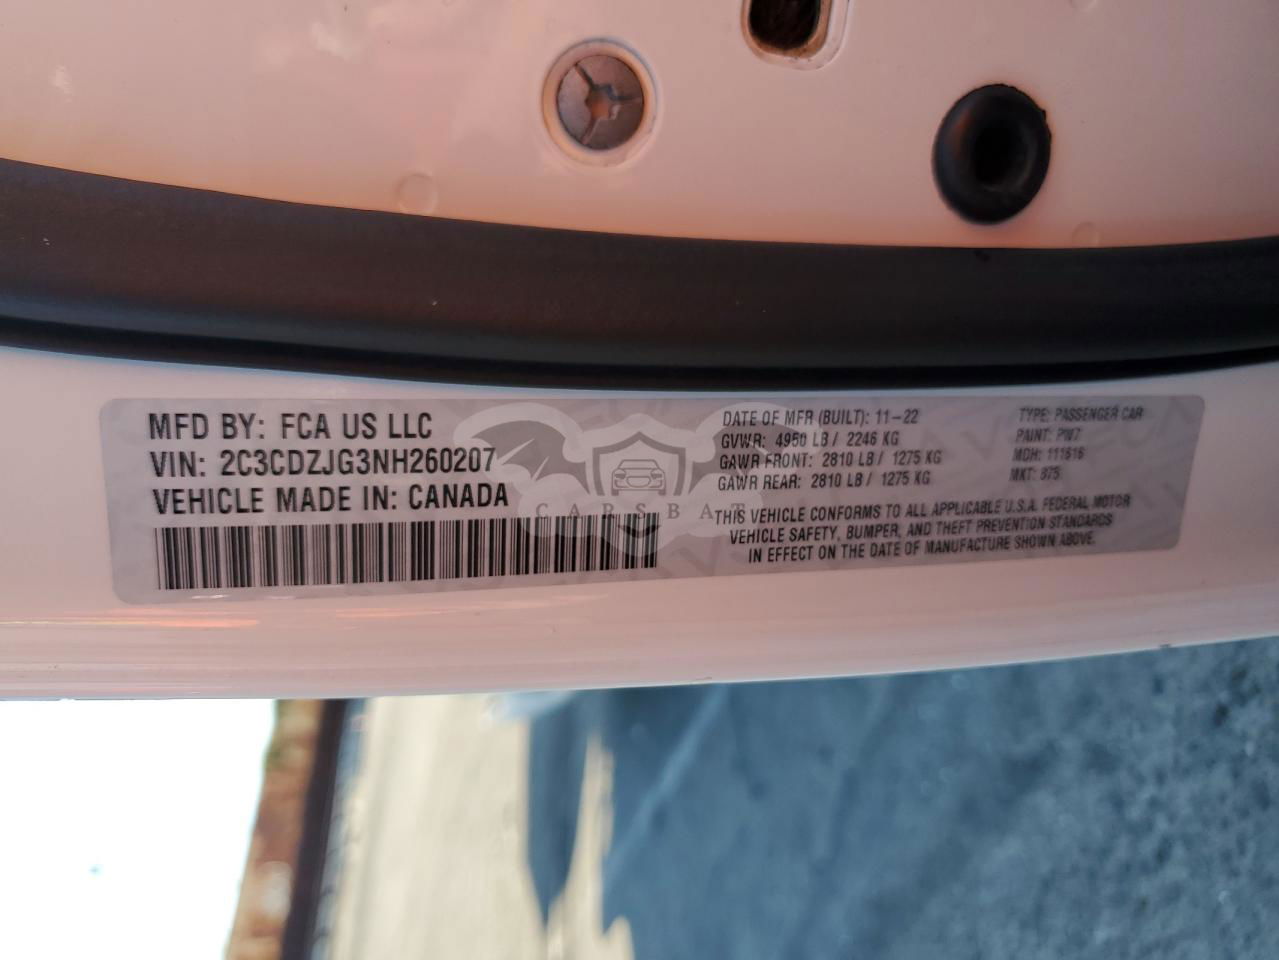 MFD BY: FCA US LLC
VIN: 2C3CDZJG3NH260207
VEHICLE MADE IN: CANADA
DATE OF MFR (BUILT): 11-22
GVWR: 4950 LB / 2246 KG
GAWR FRONT: 2810 LB / 1275 KG
GAWR REAR: 2810 LB / 1275 KG
TYPE: PASSENGER CAR
PAINT: PW7
MDH: 111616
MKT: 875
THIS VEHICLE CONFORMS TO ALL APPLICABLE U.S.A. FEDERAL MOTOR
VEHICLE SAFETY, BUMPER, AND THEFT PREVENTION STANDARDS
IN EFFECT ON THE DATE OF MANUFACTURE SHOWN ABOVE.
CARSBAT